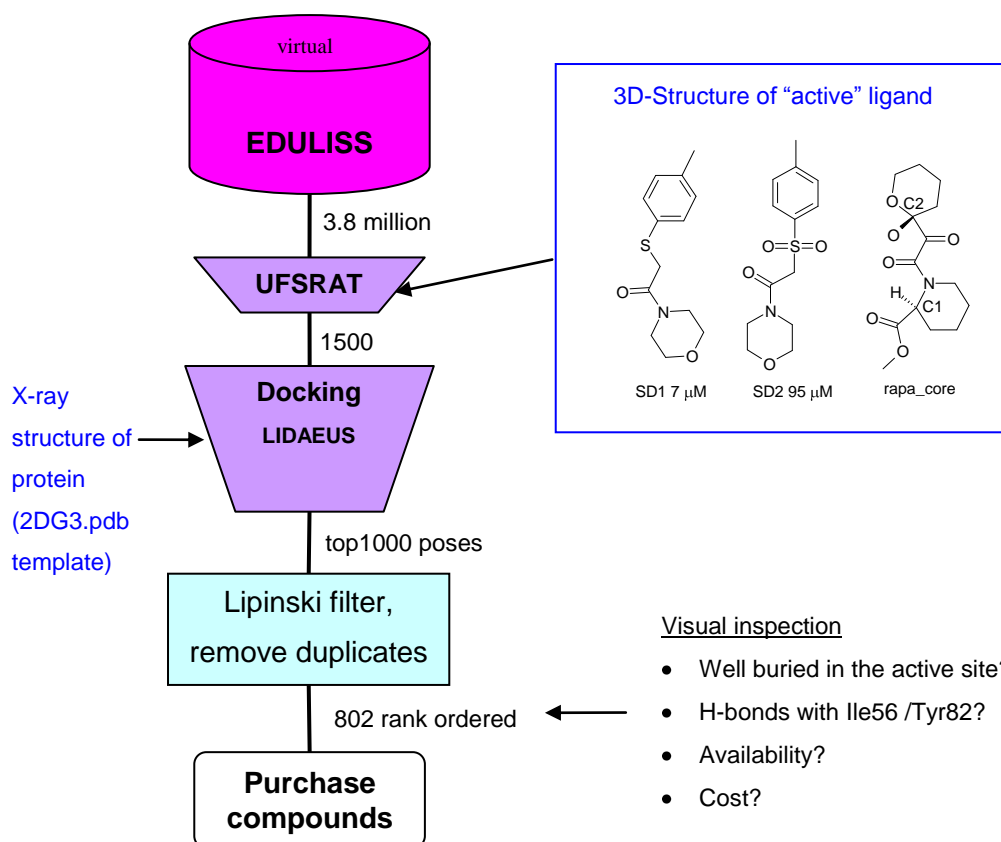 virtual
EDULISS
3.8 million
UFSRAT
1500
Docking
LIDAEUS
X-ray
structure of
protein
(2DG3.pdb
template)
top1000 poses
Lipinski filter,
remove duplicates
802 rank ordered
Purchase
compounds
3D-Structure of “active” ligand
S
O
N
O
SD1 7 μM
O
S
O
O
N
O
SD2 95 μM
O
C2
O
O
O
N
H
C1
O
O
rapa_core
Visual inspection
• Well buried in the active site?
• H-bonds with Ile56 /Tyr82?
• Availability?
• Cost?